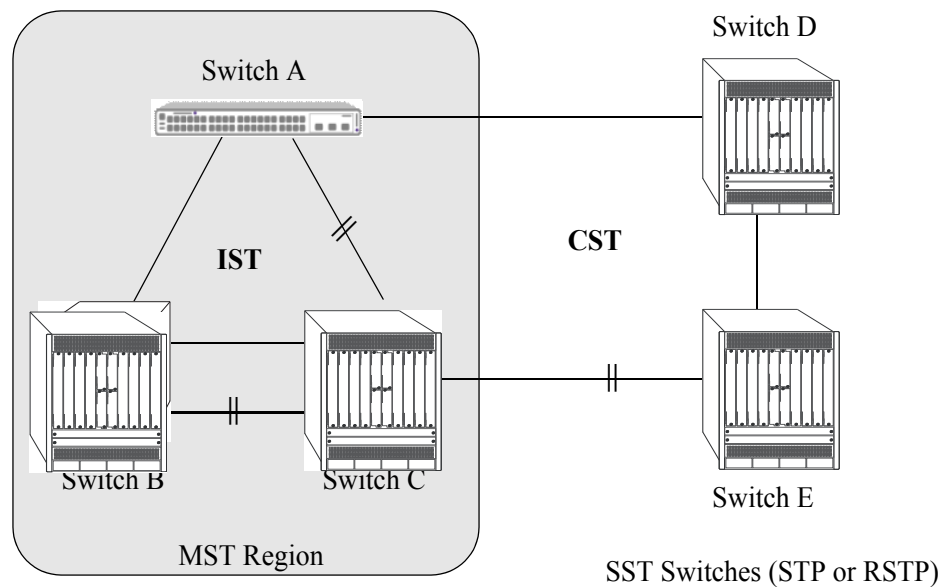 Switch D
Switch A
IST
CST
Switch B
Switch C
Switch E
MST Region
SST Switches (STP or RSTP)